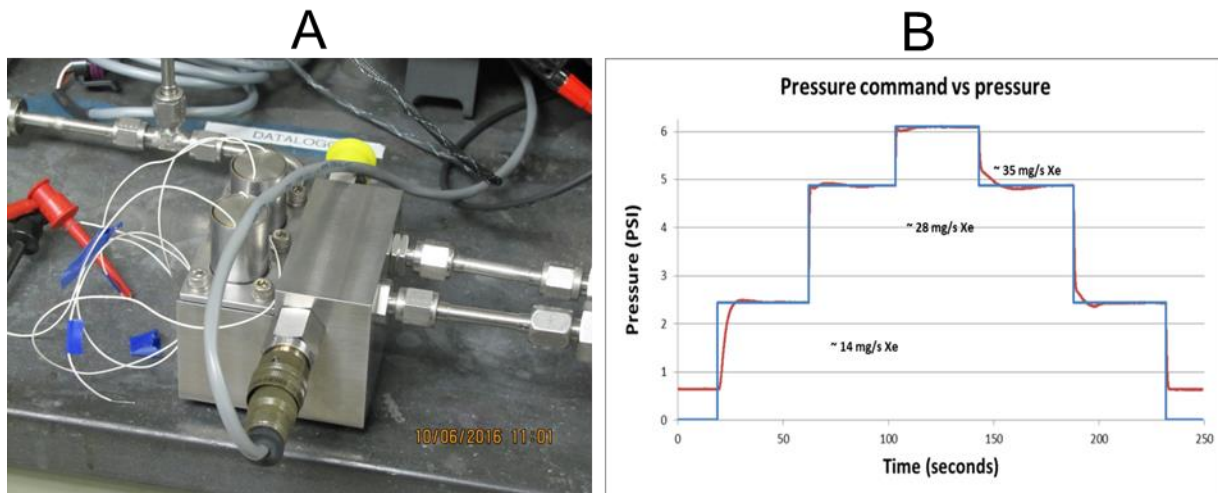 A
B
DATALOG
10/06/2016 11:01
Pressure command vs pressure
Pressure (PSI)
6
5
4
3
2
1
0
~ 35 mg/s Xe
~ 28 mg/s Xe
~ 14 mg/s Xe
0 50 100 150 200 250
Time (seconds)